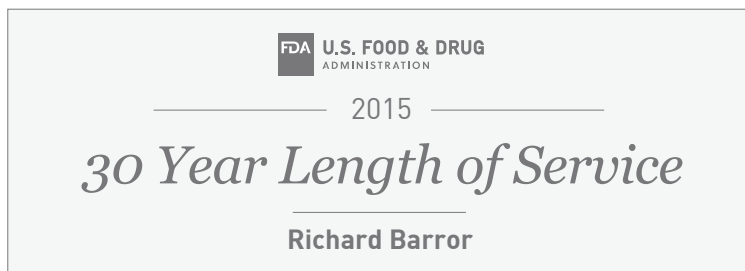 FDA U.S. FOOD & DRUG
ADMINISTRATION
2015
30 Year Length of Service
Richard Barror